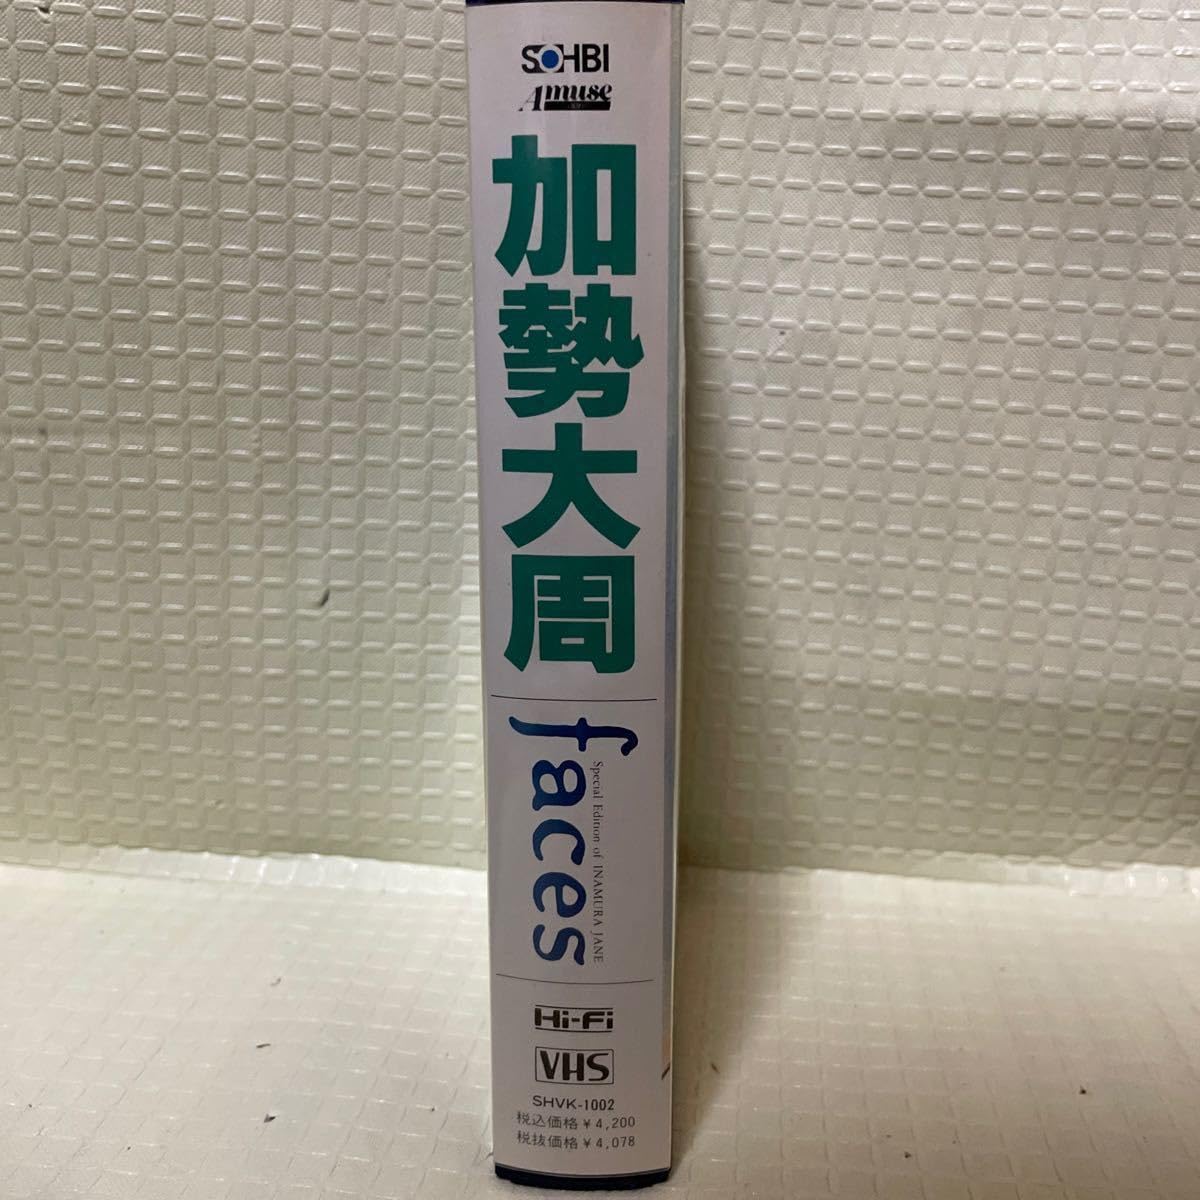 SOHBI
Amuse
加勢大周
faces
Special Edition of INAMURA JANE
Hi-Fi
VHS
SHVK-1002
税込価格￥4,200
税抜価格￥4,078